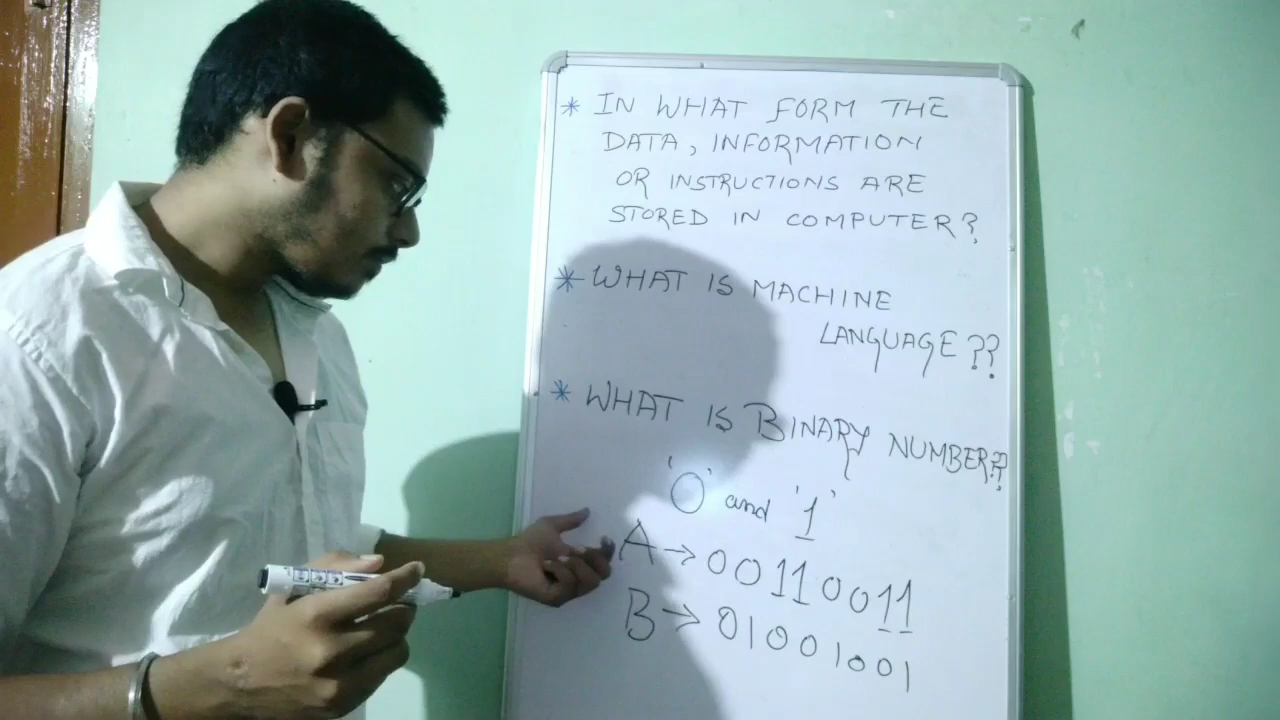 * IN WHAT FORM THE
DATA, INFORMATION
OR INSTRUCTIONS ARE
STORED IN COMPUTER?
* WHAT IS MACHINE
LANGUAGE??
* WHAT IS BINARY NUMBER??
'0' and '1'
A → 00110011
B → 01001001